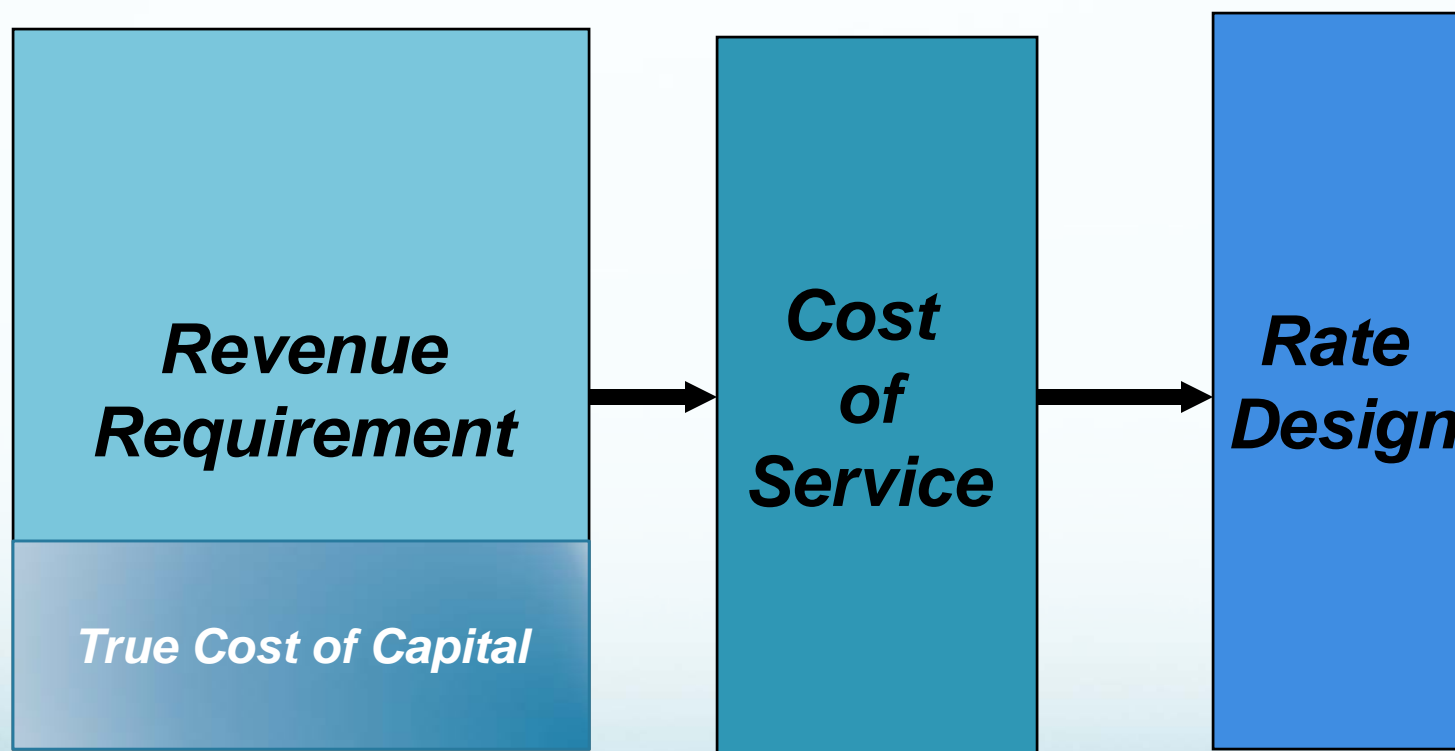 Revenue
Requirement
True Cost of Capital
Cost
of
Service
Rate
Design